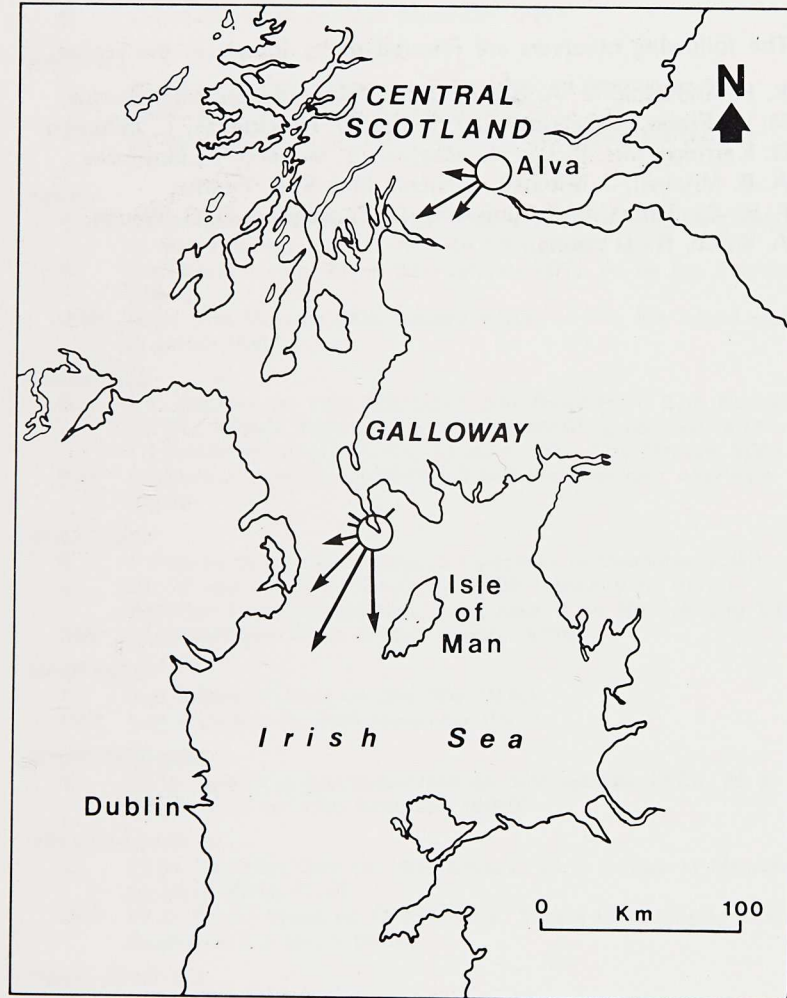 CENTRAL
SCOTLAND
N
Alva
GALLOWAY
Isle
of
Man
Irish Sea
Dublin
0 Km 100